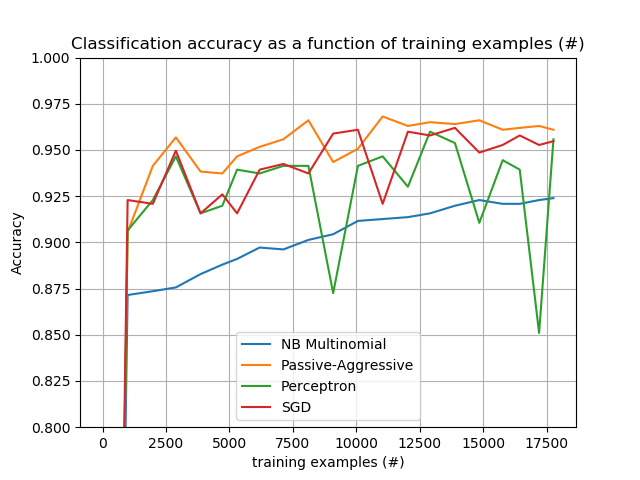 Classification accuracy as a function of training examples (#)
1.000
0.975
0.950
0.925
0.900
0.875
0.850
0.825
0.800
Accuracy
NB Multinomial
Passive-Aggressive
Perceptron
SGD
0 2500 5000 7500 10000 12500 15000 17500
training examples (#)